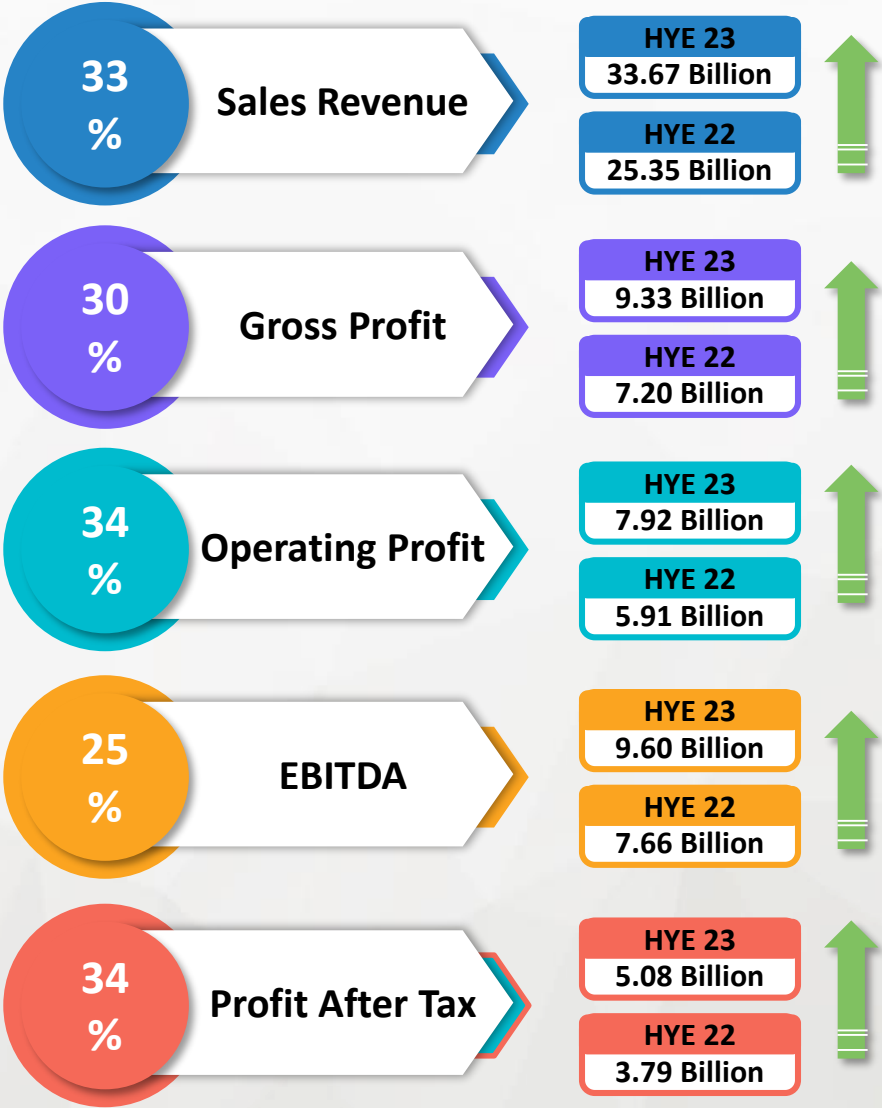 33
%
Sales Revenue
HYE 23
33.67 Billion
HYE 22
25.35 Billion
30
%
Gross Profit
HYE 23
9.33 Billion
HYE 22
7.20 Billion
34
%
Operating Profit
HYE 23
7.92 Billion
HYE 22
5.91 Billion
25
%
EBITDA
HYE 23
9.60 Billion
HYE 22
7.66 Billion
34
%
Profit After Tax
HYE 23
5.08 Billion
HYE 22
3.79 Billion